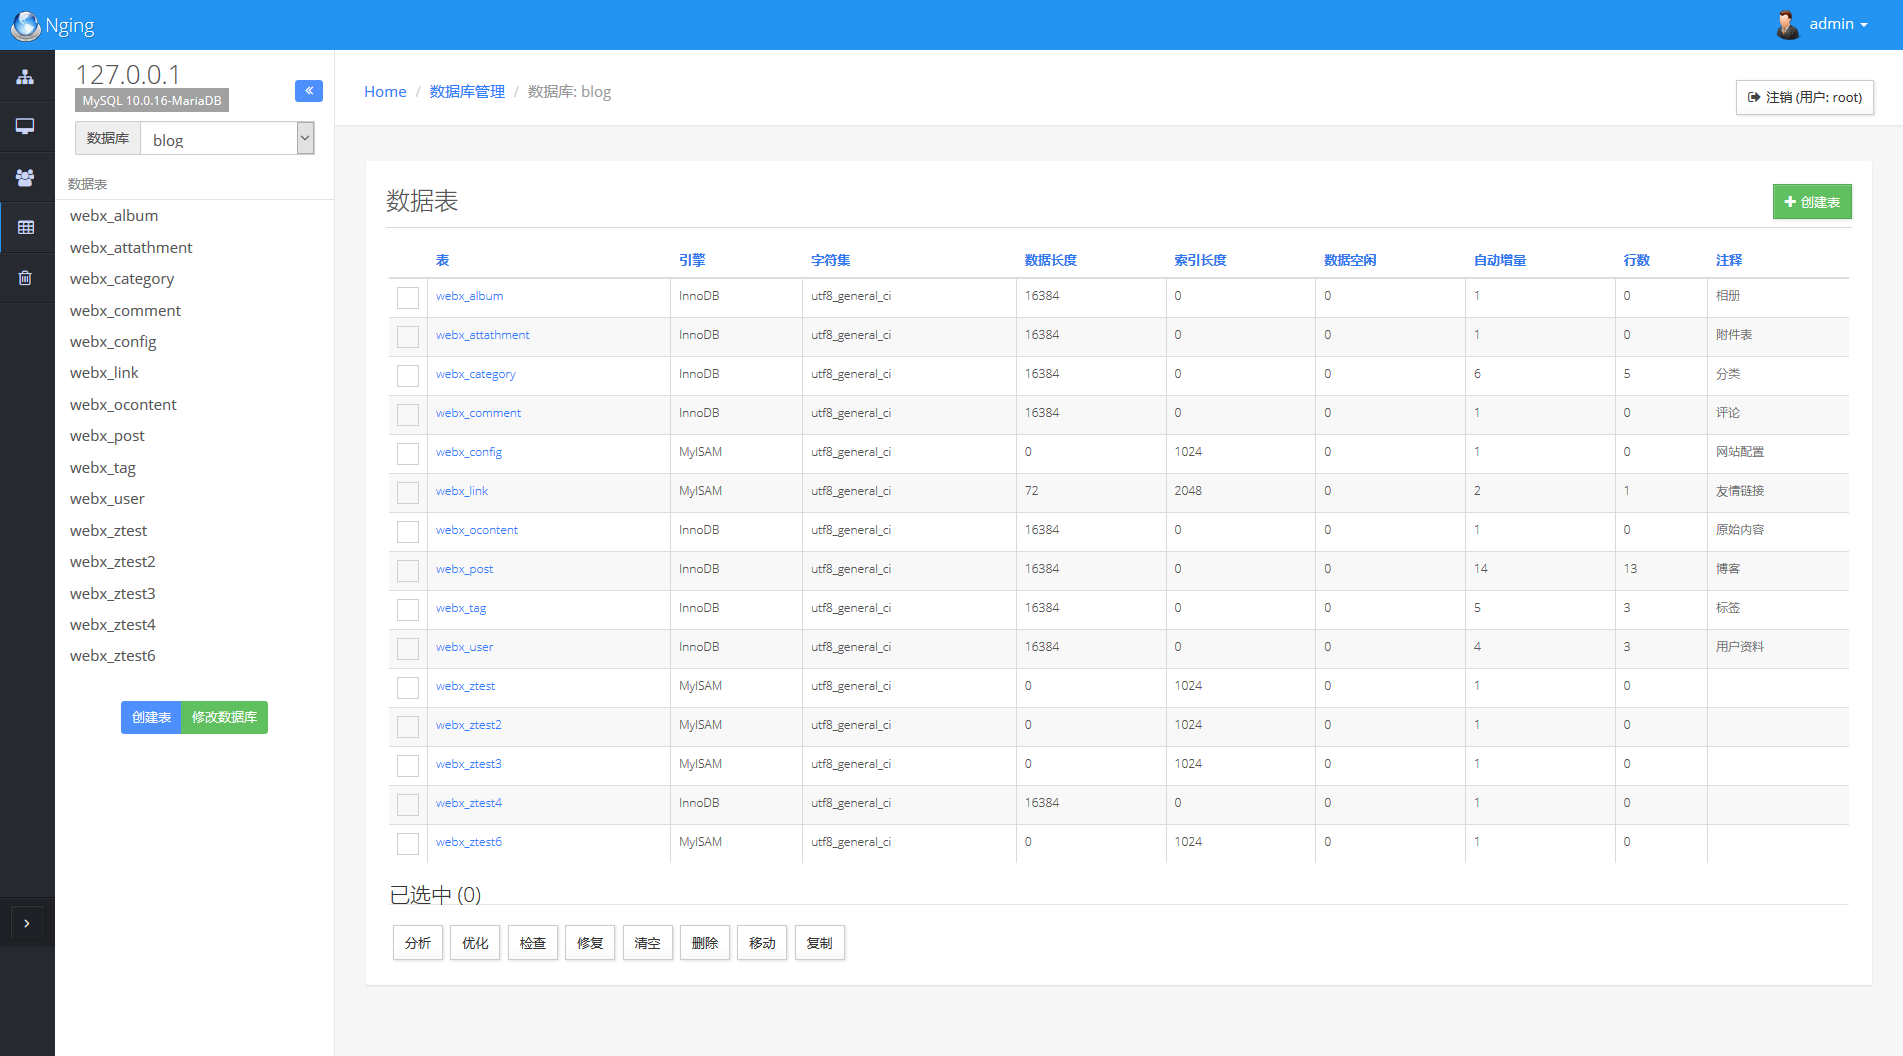 Nging
admin
127.0.0.1
MySQL 10.0.16-MariaDB
数据库 blog
数据表
webx_album
webx_attathment
webx_category
webx_comment
webx_config
webx_link
webx_ocontent
webx_post
webx_tag
webx_user
webx_ztest
webx_ztest2
webx_ztest3
webx_ztest4
webx_ztest6
创建表 修改数据库
Home / 数据库管理 / 数据库: blog
注销 (用户: root)
数据表
创建表
表 引擎 字符集 数据长度 索引长度 数据空闲 自动增量 行数 注释
webx_album InnoDB utf8_general_ci 16384 0 0 1 0 相册
webx_attathment InnoDB utf8_general_ci 16384 0 0 1 0 附件表
webx_category InnoDB utf8_general_ci 16384 0 0 6 5 分类
webx_comment InnoDB utf8_general_ci 16384 0 0 1 0 评论
webx_config MyISAM utf8_general_ci 0 1024 0 1 0 网站配置
webx_link MyISAM utf8_general_ci 72 2048 0 2 1 友情链接
webx_ocontent InnoDB utf8_general_ci 16384 0 0 1 0 原始内容
webx_post InnoDB utf8_general_ci 16384 0 0 14 13 博客
webx_tag InnoDB utf8_general_ci 16384 0 0 5 3 标签
webx_user InnoDB utf8_general_ci 16384 0 0 4 3 用户资料
webx_ztest MyISAM utf8_general_ci 0 1024 0 1 0
webx_ztest2 MyISAM utf8_general_ci 0 1024 0 1 0
webx_ztest3 MyISAM utf8_general_ci 0 1024 0 1 0
webx_ztest4 InnoDB utf8_general_ci 16384 0 0 1 0
webx_ztest6 MyISAM utf8_general_ci 0 1024 0 1 0
已选中 (0)
分析 优化 检查 修复 清空 删除 移动 复制